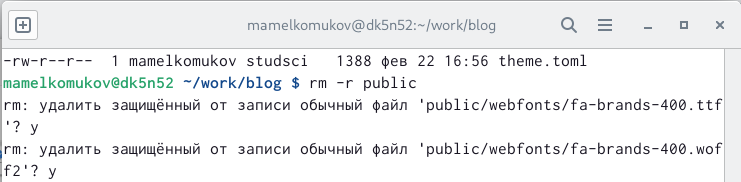 mamelkomukov@dk5n52:~/work/blog
-rw-r--r--  1 mamelkomukov studsci   1388 фев 22 16:56 theme.toml
mamelkomukov@dk5n52 ~/work/blog $ rm -r public
rm: удалить защищённый от записи обычный файл 'public/webfonts/fa-brands-400.ttf
'? y
rm: удалить защищённый от записи обычный файл 'public/webfonts/fa-brands-400.wof
f2'? y